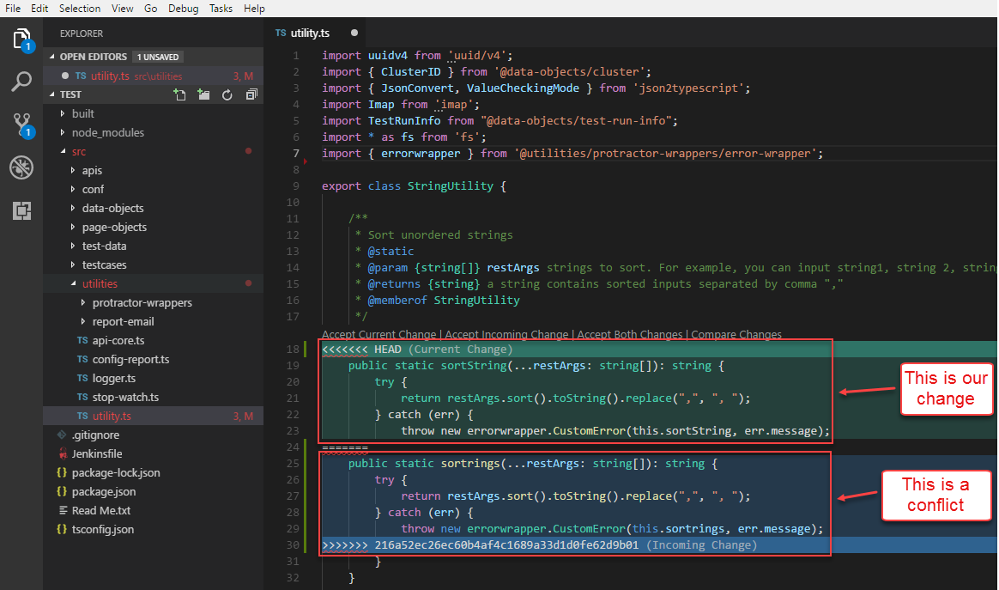 File Edit Selection View Go Debug Tasks Help
EXPLORER
OPEN EDITORS 1 UNSAVED
TS utility.ts src\utilities 3, M
TEST
built
node_modules
src
apis
conf
data-objects
page-objects
test-data
testcases
utilities
protractor-wrappers
report-email
TS api-core.ts
TS config-report.ts
TS logger.ts
TS stop-watch.ts
TS utility.ts 3, M
.gitignore
Jenkinsfile
{} package-lock.json
{} package.json
Read Me.txt
{} tsconfig.json
1
1
TS utility.ts
1 import uuidv4 from 'uuid/v4';
2 import { ClusterID } from '@data-objects/cluster';
3 import { JsonConvert, ValueCheckingMode } from 'json2typescript';
4 import Imap from 'imap';
5 import TestRunInfo from "@data-objects/test-run-info";
6 import * as fs from 'fs';
7 import { errorwrapper } from '@utilities/protractor-wrappers/error-wrapper';
8
9 export class StringUtility {
10
11 /**
12 * Sort unordered strings
13 * @static
14 * @param {string[]} restArgs strings to sort. For example, you can input string1, string 2, string
15 * @returns {string} a string contains sorted inputs separated by comma ","
16 * @memberof StringUtility
17 */
Accept Current Change | Accept Incoming Change | Accept Both Changes | Compare Changes
18 <<<<<<< HEAD (Current Change)
19 public static sortString(...restArgs: string[]): string {
20 try {
21 return restArgs.sort().toString().replace(",", ", ");
22 } catch (err) {
23 throw new errorwrapper.CustomError(this.sortString, err.message);
24 =======
25 public static sortrings(...restArgs: string[]): string {
26 try {
27 return restArgs.sort().toString().replace(",", ", ");
28 } catch (err) {
29 throw new errorwrapper.CustomError(this.sortrings, err.message);
30 >>>>>>> 216a52ec26ec60b4af4c1689a33d1d0fe62d9b01 (Incoming Change)
31 }
32 }
This is our
change
This is a
conflict